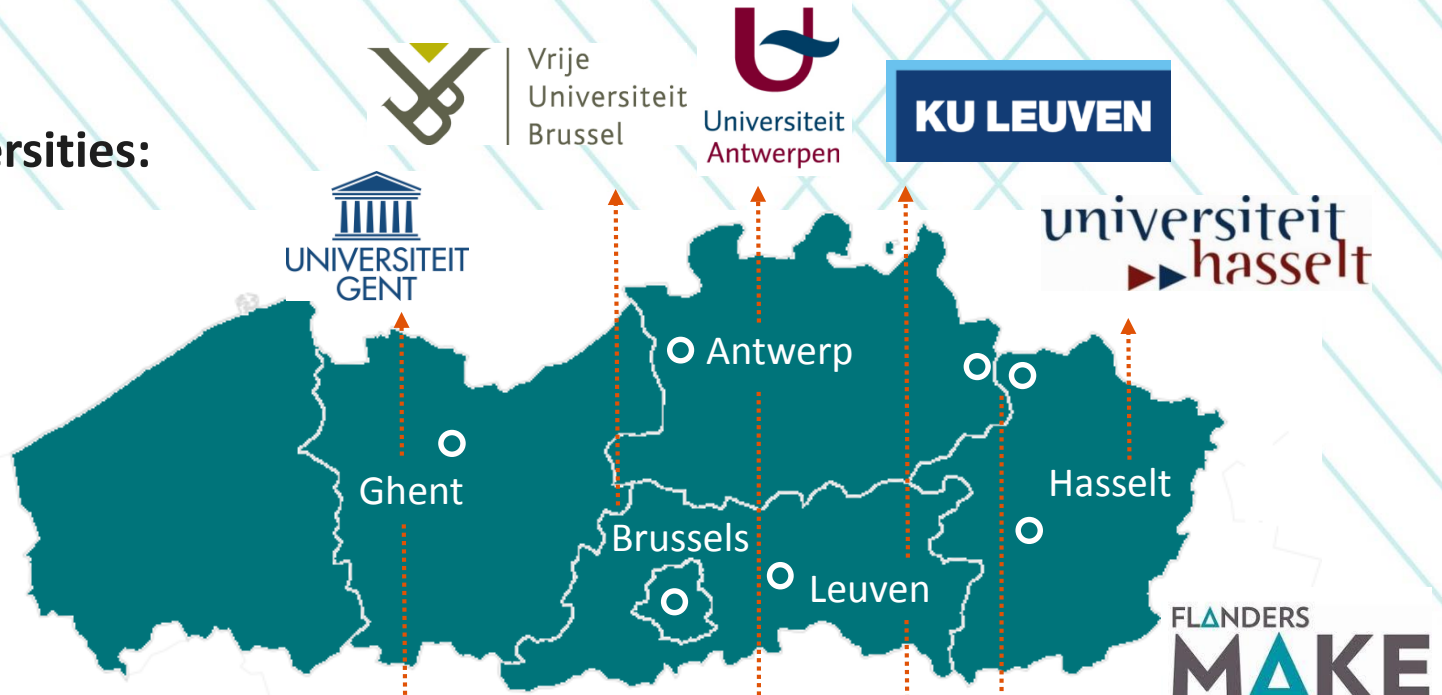 Vrije
Universiteit
Brussel
Universiteit
Antwerpen
KU LEUVEN
ersities:
UNIVERSITEIT
GENT
universiteit
hasselt
Antwerp
Ghent
Hasselt
Brussels
Leuven
FLANDERS
MAKE